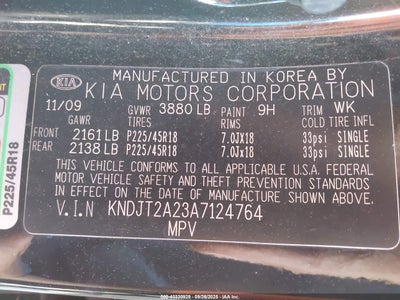 MANUFACTURED IN KOREA BY
KIA KIA MOTORS CORPORATION
11/09 GVWR 3880 LB PAINT 9H TRIM WK
GAWR TIRES RIMS COLD TIRE INFL
FRONT 2161 LB P225/45R18 7.0JX18 33psi SINGLE
REAR 2138 LB P225/45R18 7.0JX18 33psi SINGLE
THIS VEHICLE CONFORMS TO ALL APPLICABLE U.S.A. FEDERAL
MOTOR VEHICLE SAFETY AND THEFT PREVENTION STANDARDS
IN EFFECT ON THE DATE OF MANUFACTURE SHOWN ABOVE.
V.I.N KNDJT2A23A7124764
MPV
P225/45R18